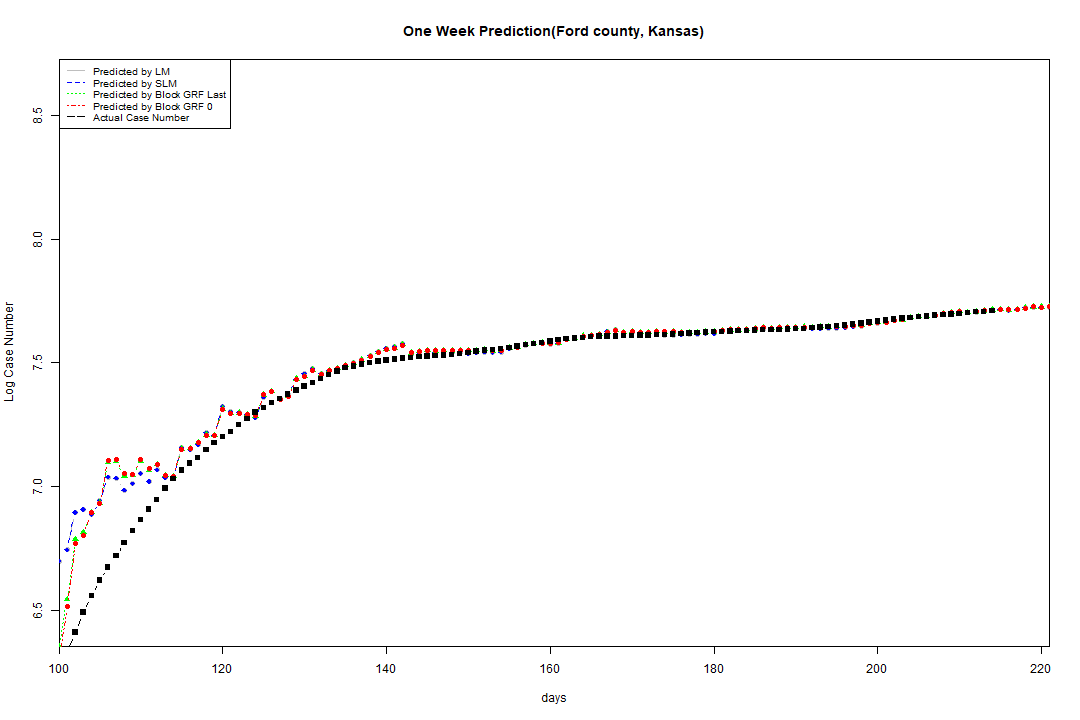 One Week Prediction(Ford county, Kansas)
Predicted by LM
Predicted by SLM
Predicted by Block GRF Last
Predicted by Block GRF 0
Actual Case Number
8.5
8.0
7.5
7.0
6.5
Log Case Number
100 120 140 160 180 200 220
days